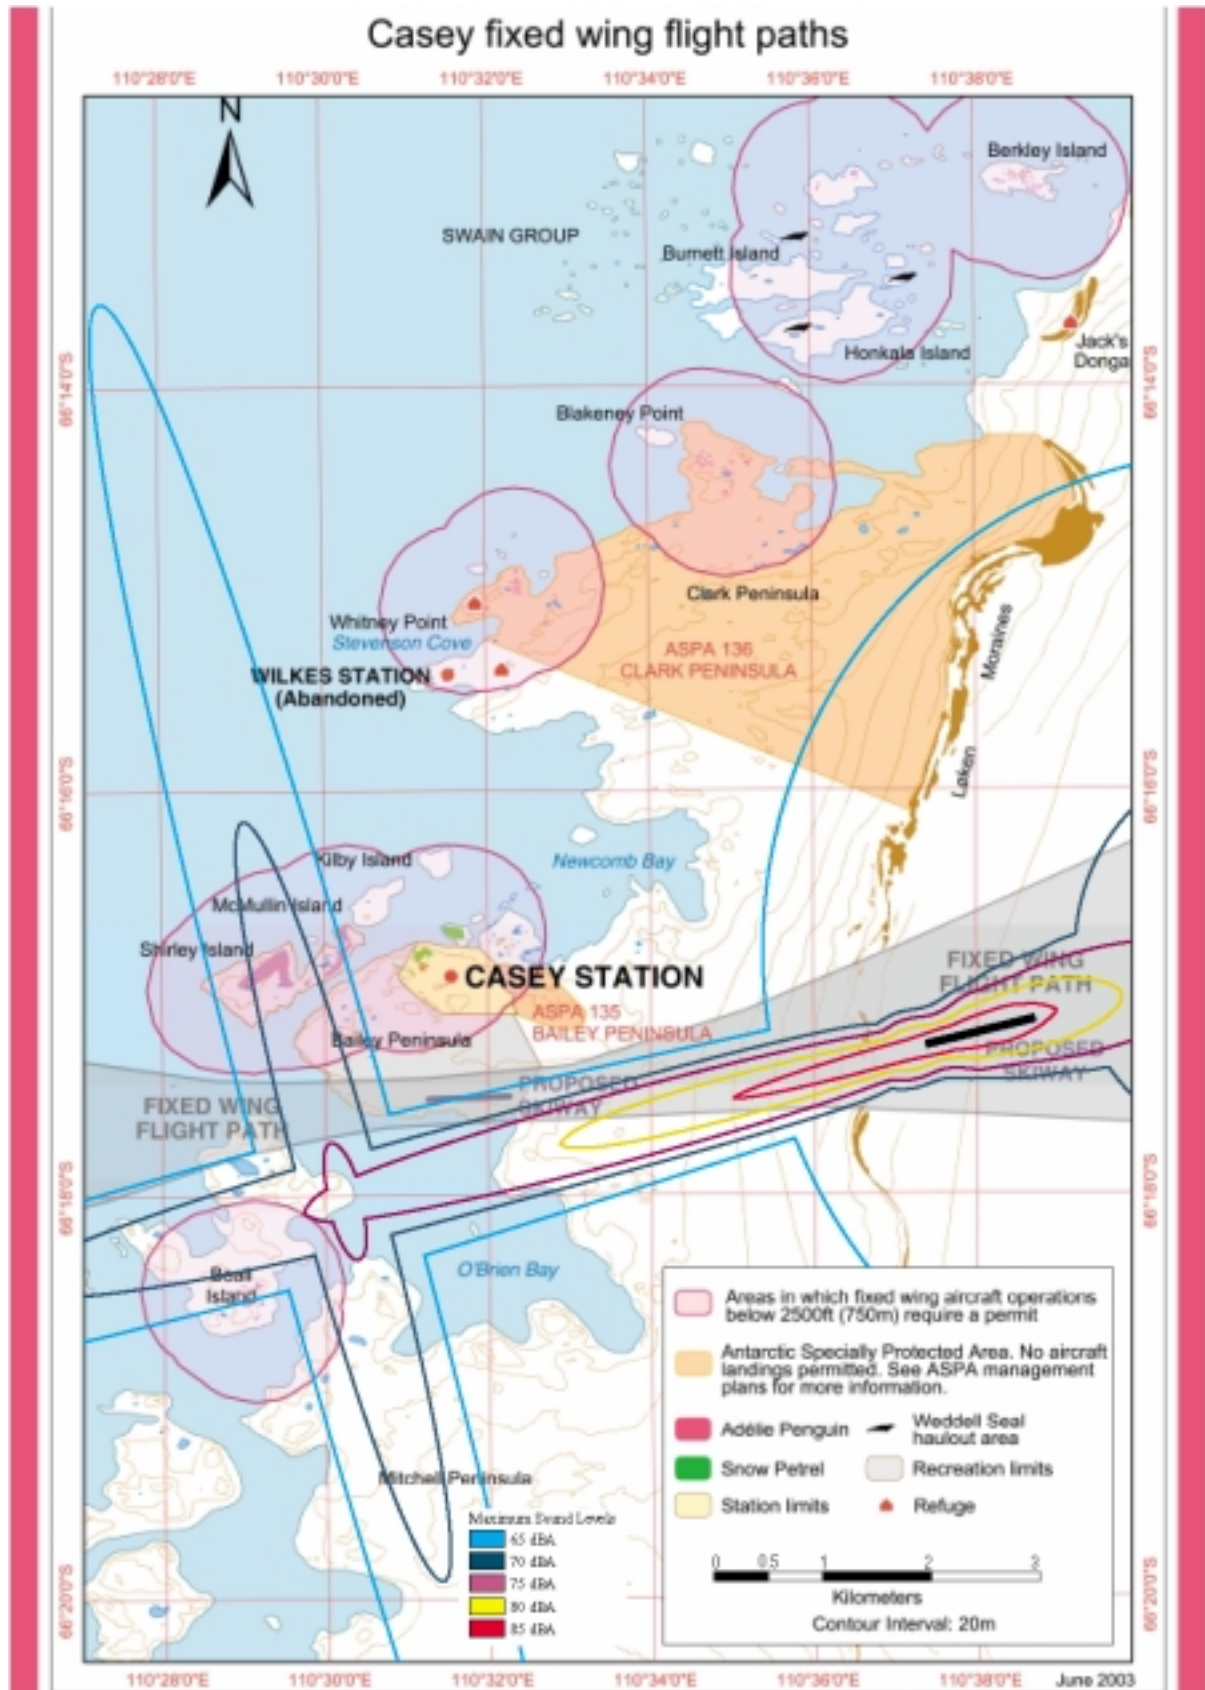 Casey fixed wing flight paths
110°28'0"E 110°30'0"E 110°32'0"E 110°34'0"E 110°36'0"E 110°38'0"E
N
Berkley Island
SWAIN GROUP
Burnett Island
Honkala Island
Jack's
Donga
66°14'0"S
66°14'0"S
Blakeney Point
Clark Peninsula
Whitney Point
Stevenson Cove
WILKES STATION
(Abandoned)
ASPA 136
CLARK PENINSULA
Moraines
Løken
66°16'0"S
66°16'0"S
Kilby Island
Newcomb Bay
McMullin Island
Shirley Island
CASEY STATION
FIXED WING
FLIGHT PATH
ASPA 135
BAILEY PENINSULA
Bailey Peninsula
PROPOSED
SKIWAY
PROPOSED
SKIWAY
FIXED WING
FLIGHT PATH
66°18'0"S
66°18'0"S
O'Brien Bay
Beall
Island
Areas in which fixed wing aircraft operations
below 2500ft (750m) require a permit
Antarctic Specially Protected Area. No aircraft
landings permitted. See ASPA management
plans for more information.
Adélie Penguin
Weddell Seal
haulout area
Snow Petrel
Recreation limits
Station limits
Refuge
Mitchell Peninsula
Maximum Sound Levels
65 dBA
70 dBA
75 dBA
80 dBA
85 dBA
0 0.5 1 2 3
Kilometers
Contour Interval: 20m
66°20'0"S
66°20'0"S
110°28'0"E 110°30'0"E 110°32'0"E 110°34'0"E 110°36'0"E 110°38'0"E
June 2003